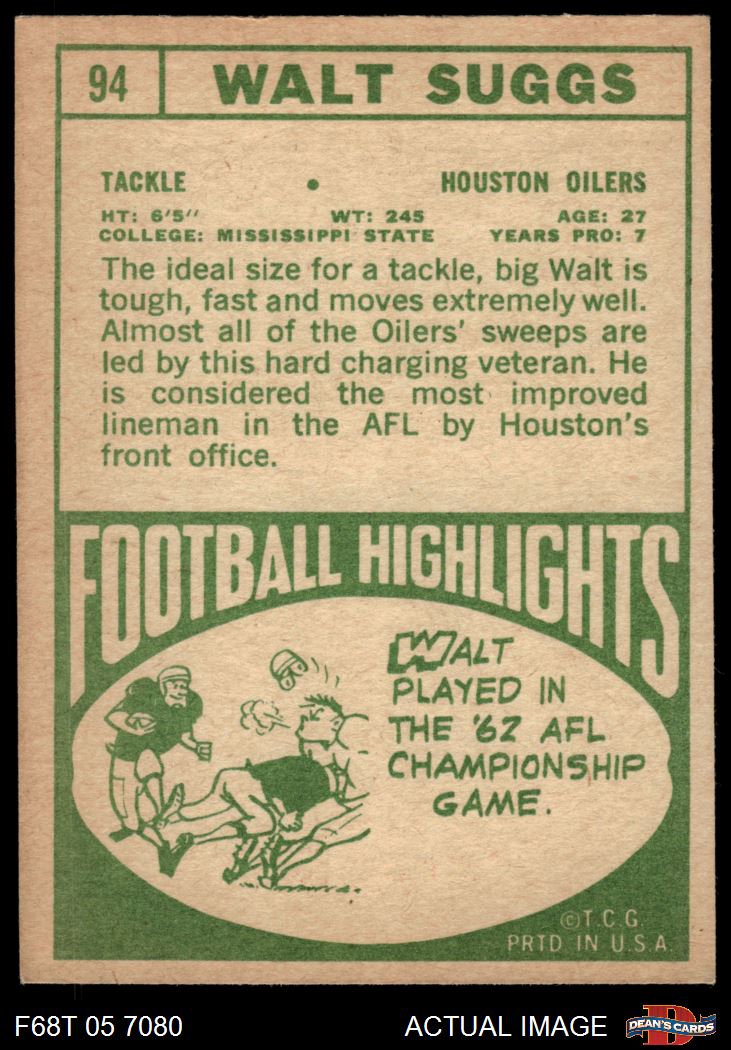 94 WALT SUGGS
TACKLE • HOUSTON OILERS
HT: 6'5" WT: 245 AGE: 27
COLLEGE: MISSISSIPPI STATE YEARS PRO: 7
The ideal size for a tackle, big Walt is
tough, fast and moves extremely well.
Almost all of the Oilers' sweeps are
led by this hard charging veteran. He
is considered the most improved
lineman in the AFL by Houston's
front office.
FOOTBALL HIGHLIGHTS
WALT
PLAYED IN
THE '62 AFL
CHAMPIONSHIP
GAME.
©T.C.G.
PRTD IN U.S.A.
F68T 05 7080 ACTUAL IMAGE
D
DEAN'S CARDS